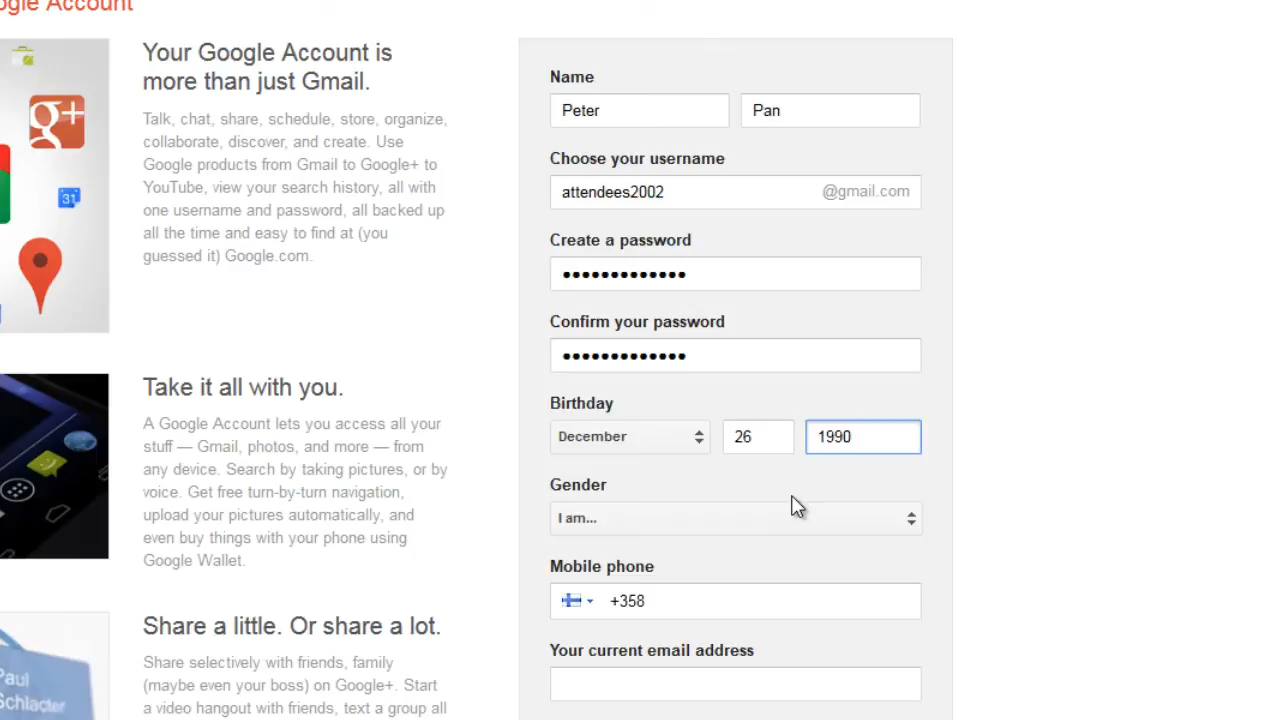 ogle Account
Your Google Account is
more than just Gmail.
Talk, chat, share, schedule, store, organize,
collaborate, discover, and create. Use
Google products from Gmail to Google+ to
YouTube, view your search history, all with
one username and password, all backed up
all the time and easy to find at (you
guessed it) Google.com.
g+
31
Take it all with you.
A Google Account lets you access all your
stuff — Gmail, photos, and more — from
any device. Search by taking pictures, or by
voice. Get free turn-by-turn navigation,
upload your pictures automatically, and
even buy things with your phone using
Google Wallet.
Share a little. Or share a lot.
Share selectively with friends, family
(maybe even your boss) on Google+. Start
a video hangout with friends, text a group all
Paul
Schlacter
Name
Peter Pan
Choose your username
attendees2002 @gmail.com
Create a password
•••••••••••••
Confirm your password
•••••••••••••
Birthday
December 26 1990
Gender
I am...
Mobile phone
+358
Your current email address